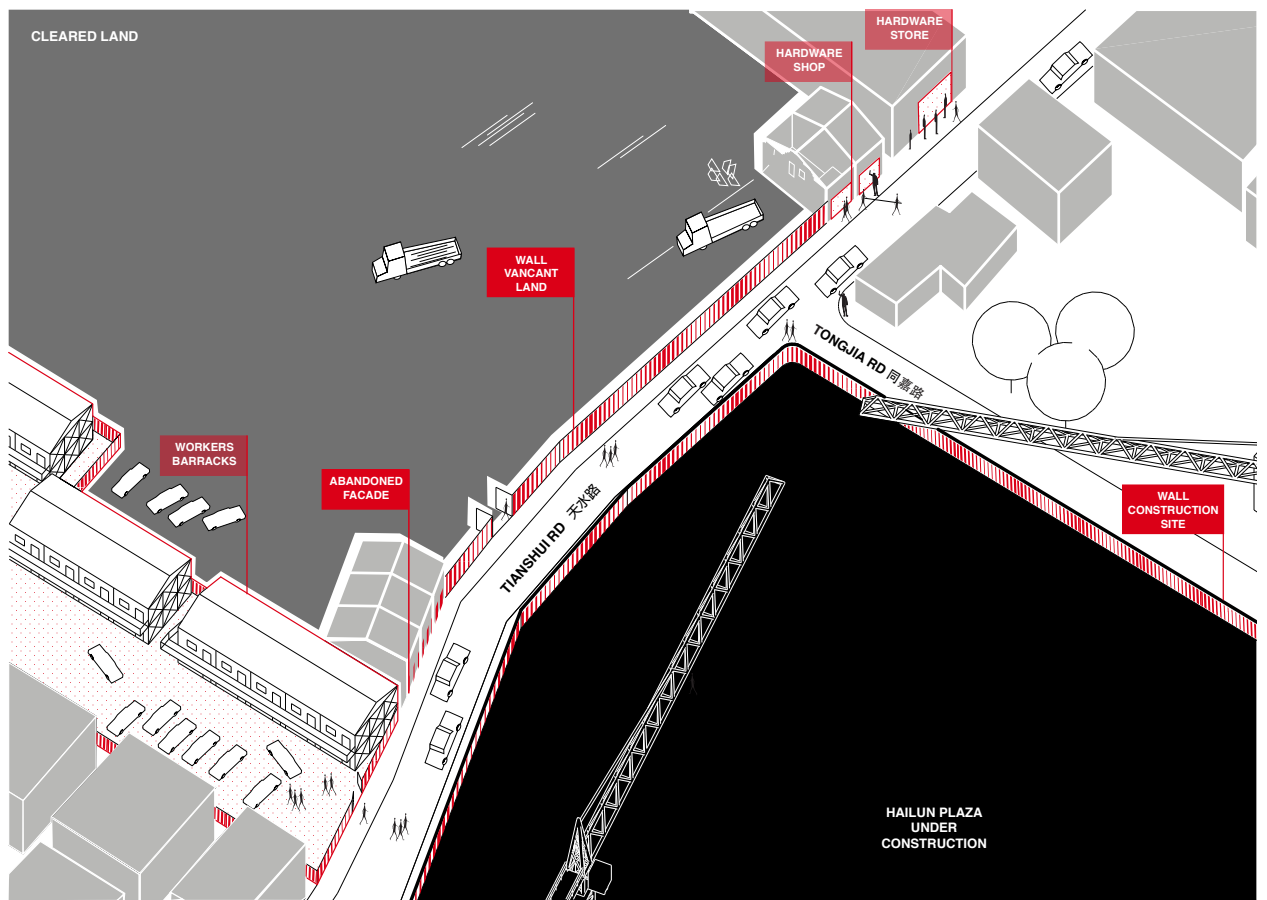 CLEARED LAND
HARDWARE
STORE
HARDWARE
SHOP
WALL
VANCANT
LAND
TONGJIA RD 同嘉路
WORKERS
BARRACKS
ABANDONED
FACADE
TIANSHUI RD 天水路
WALL
CONSTRUCTION
SITE
HAILUN PLAZA
UNDER
CONSTRUCTION